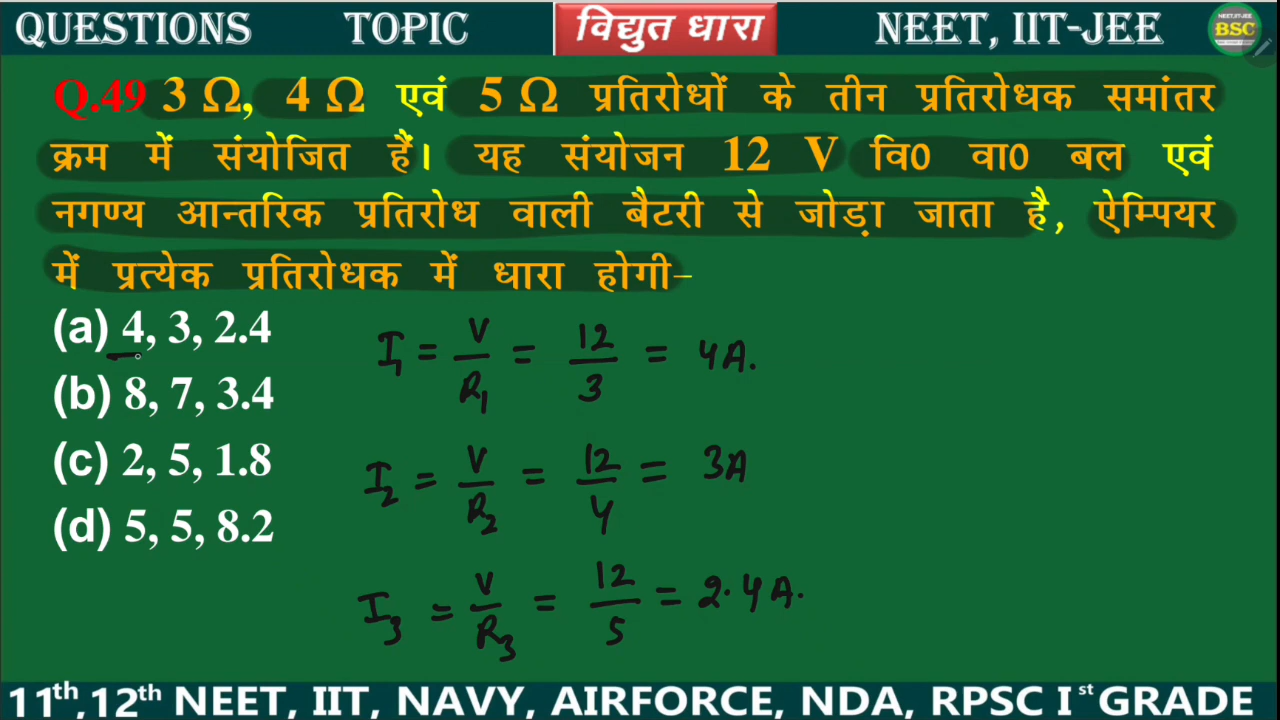 QUESTIONS TOPIC विद्युत धारा NEET, IIT-JEE
NEET,IIT-JEE
BSC
Q.49 3 Ω, 4 Ω एवं 5 Ω प्रतिरोधों के तीन प्रतिरोधक समांतर
क्रम में संयोजित हैं। यह संयोजन 12 V वि0 वा0 बल एवं
नगण्य आन्तरिक प्रतिरोध वाली बैटरी से जोड़ा जाता है, ऐम्पियर
में प्रत्येक प्रतिरोधक में धारा होगी–
(a) 4, 3, 2.4
(b) 8, 7, 3.4
(c) 2, 5, 1.8
(d) 5, 5, 8.2
I₁ = V/R₁ = 12/3 = 4A.
I₂ = V/R₂ = 12/4 = 3A
I₃ = V/R₃ = 12/5 = 2.4A.
11th,12th NEET, IIT, NAVY, AIRFORCE, NDA, RPSC Ist GRADE